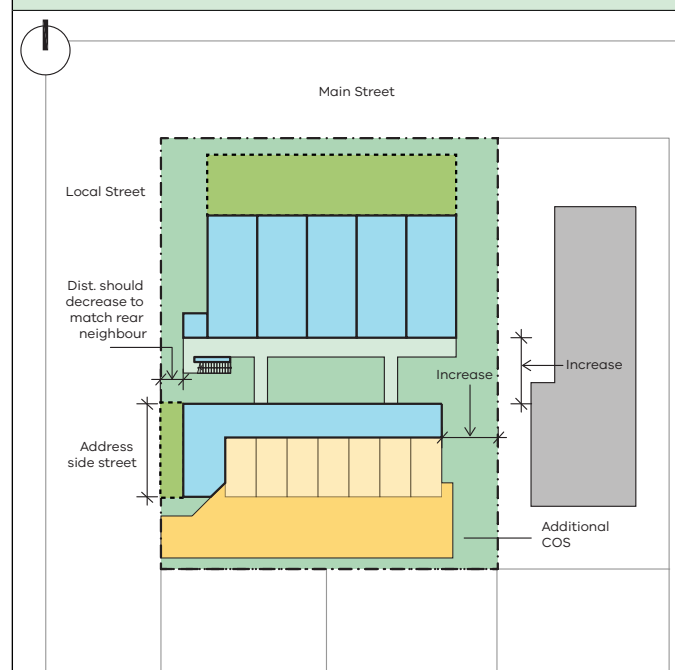 Main Street
Local Street
Dist. should
decrease to
match rear
neighbour
Increase
Increase
Address
side street
Additional
COS